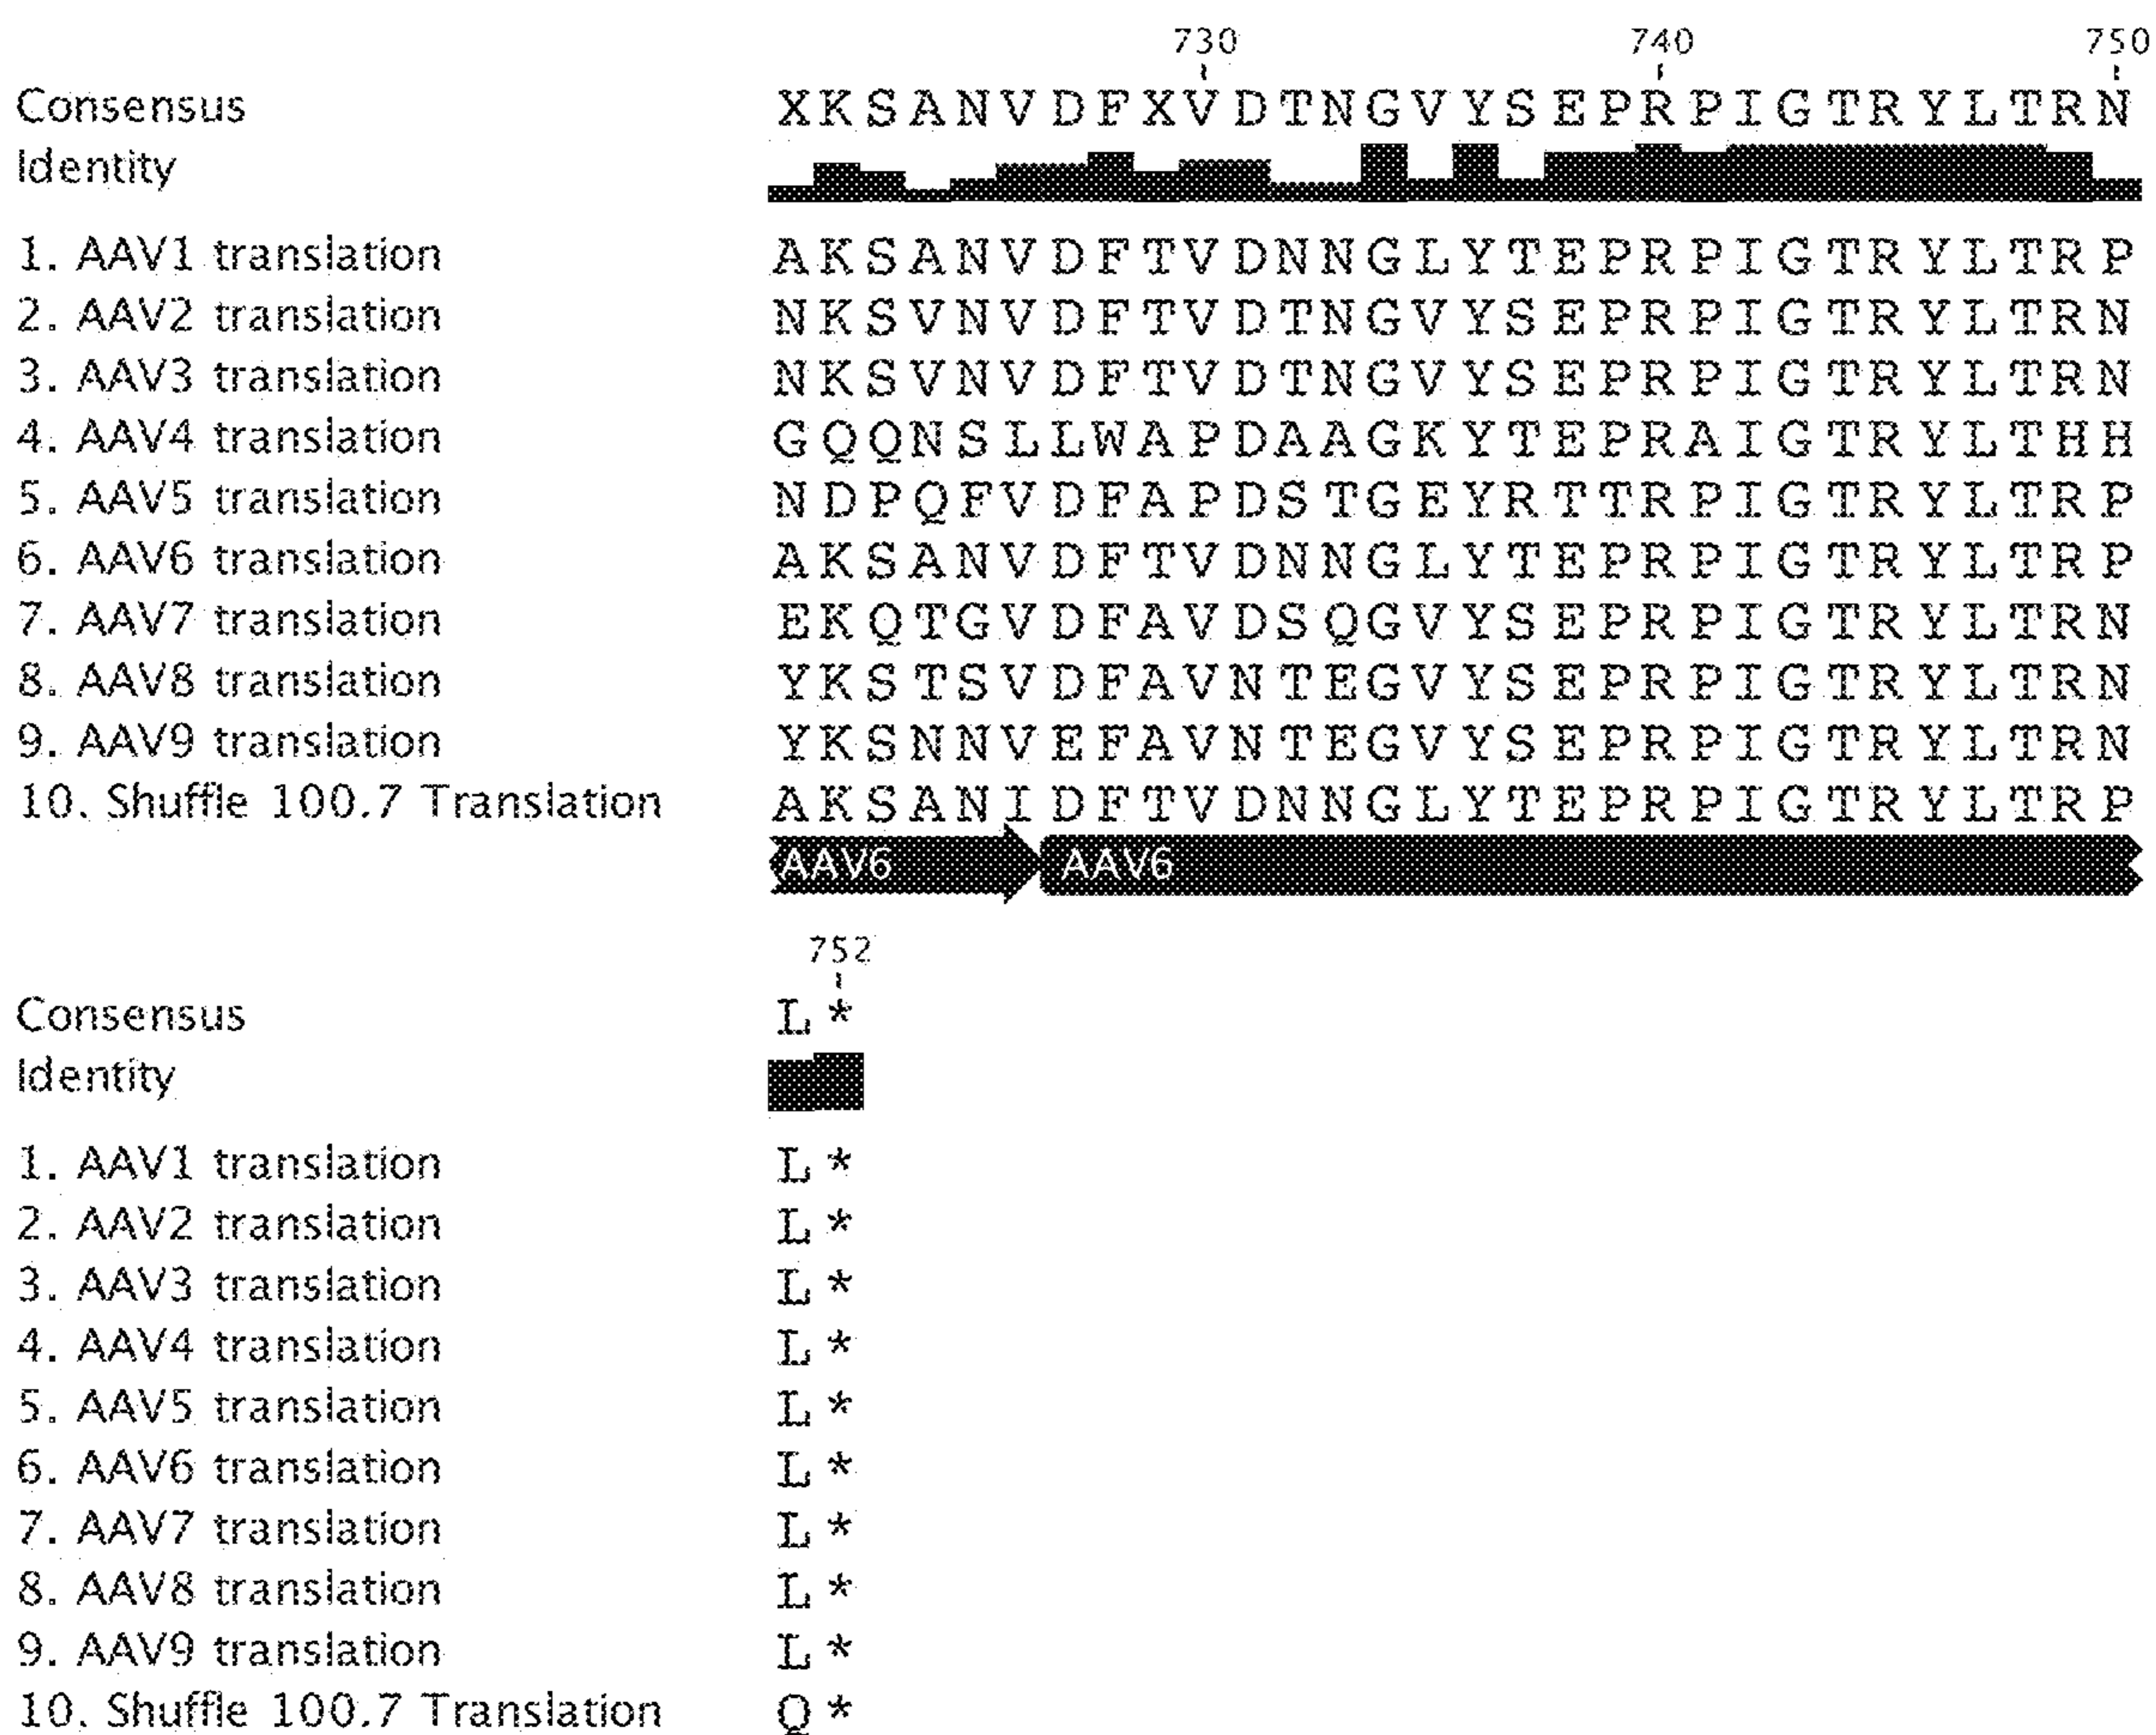 730 740 750
Consensus XKSANVDFXVDTNGVYSEPRPIGTRYLTRN
Identity
1. AAV1 translation AKSANVDFTVDNNGLYTEPRPIGTRYLTRP
2. AAV2 translation NKSVNVDFTVDTNGVYSEPRPIGTRYLTRN
3. AAV3 translation NKSVNVDFTVDTNGVYSEPRPIGTRYLTRN
4. AAV4 translation GQQNSLLWAPDAAGKYTEPRAIGTRYLTHH
5. AAV5 translation NDPQFVDFAPDSTGEYRTTRPIGTRYLTRP
6. AAV6 translation AKSANVDFTVDNNGLYTEPRPIGTRYLTRP
7. AAV7 translation EKQTGVDFAVDSQGVYSEPRPIGTRYLTRN
8. AAV8 translation YKSTSVDFAVNTEGVYSEPRPIGTRYLTRN
9. AAV9 translation YKSNNVEFAVNTEGVYSEPRPIGTRYLTRN
10. Shuffle 100.7 Translation AKSANIDFTVDNNGLYTEPRPIGTRYLTRP
AAV6 AAV6
752
Consensus L*
Identity
1. AAV1 translation L*
2. AAV2 translation L*
3. AAV3 translation L*
4. AAV4 translation L*
5. AAV5 translation L*
6. AAV6 translation L*
7. AAV7 translation L*
8. AAV8 translation L*
9. AAV9 translation L*
10. Shuffle 100.7 Translation Q*